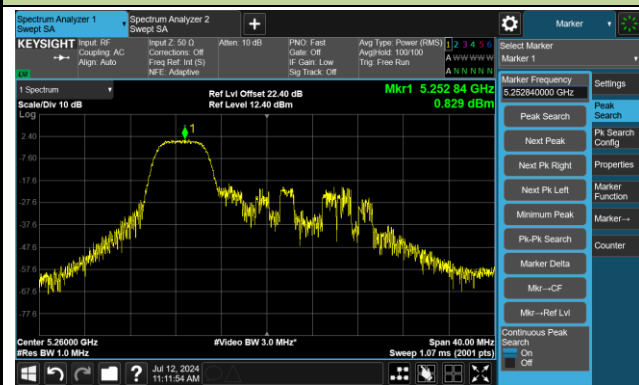 Spectrum Analyzer 1
Swept SA
Spectrum Analyzer 2
Swept SA
+
Marker
KEYSIGHT
Input: RF
Coupling: AC
Align: Auto
Input Z: 50 Ω
Corrections: Off
Freq Ref: Int (S)
NFE: Adaptive
Atten: 10 dB
PNO: Fast
Gate: Off
IF Gain: Low
Sig Track: Off
Avg Type: Power (RMS)
Avg|Hold: 100/100
Trig: Free Run
1 2 3 4 5 6
A W W W W W
A N N N N N
Select Marker
Marker 1
1 Spectrum
Scale/Div 10 dB
Log
Ref Lvl Offset 22.40 dB
Ref Level 12.40 dBm
Mkr1 5.252 84 GHz
0.829 dBm
1
2.40
-7.60
-17.6
-27.6
-37.6
-47.6
-57.6
-67.6
-77.6
Center 5.26000 GHz
#Res BW 1.0 MHz
#Video BW 3.0 MHz*
Span 40.00 MHz
Sweep 1.07 ms (2001 pts)
Marker Frequency
5.252840000 GHz
Peak Search
Next Peak
Next Pk Right
Next Pk Left
Minimum Peak
Pk-Pk Search
Marker Delta
Mkr→CF
Mkr→Ref Lvl
Continuous Peak
Search
On
Off
Settings
Peak
Search
Pk Search
Config
Properties
Marker
Function
Marker→
Counter
?
Jul 12, 2024
11:11:54 AM